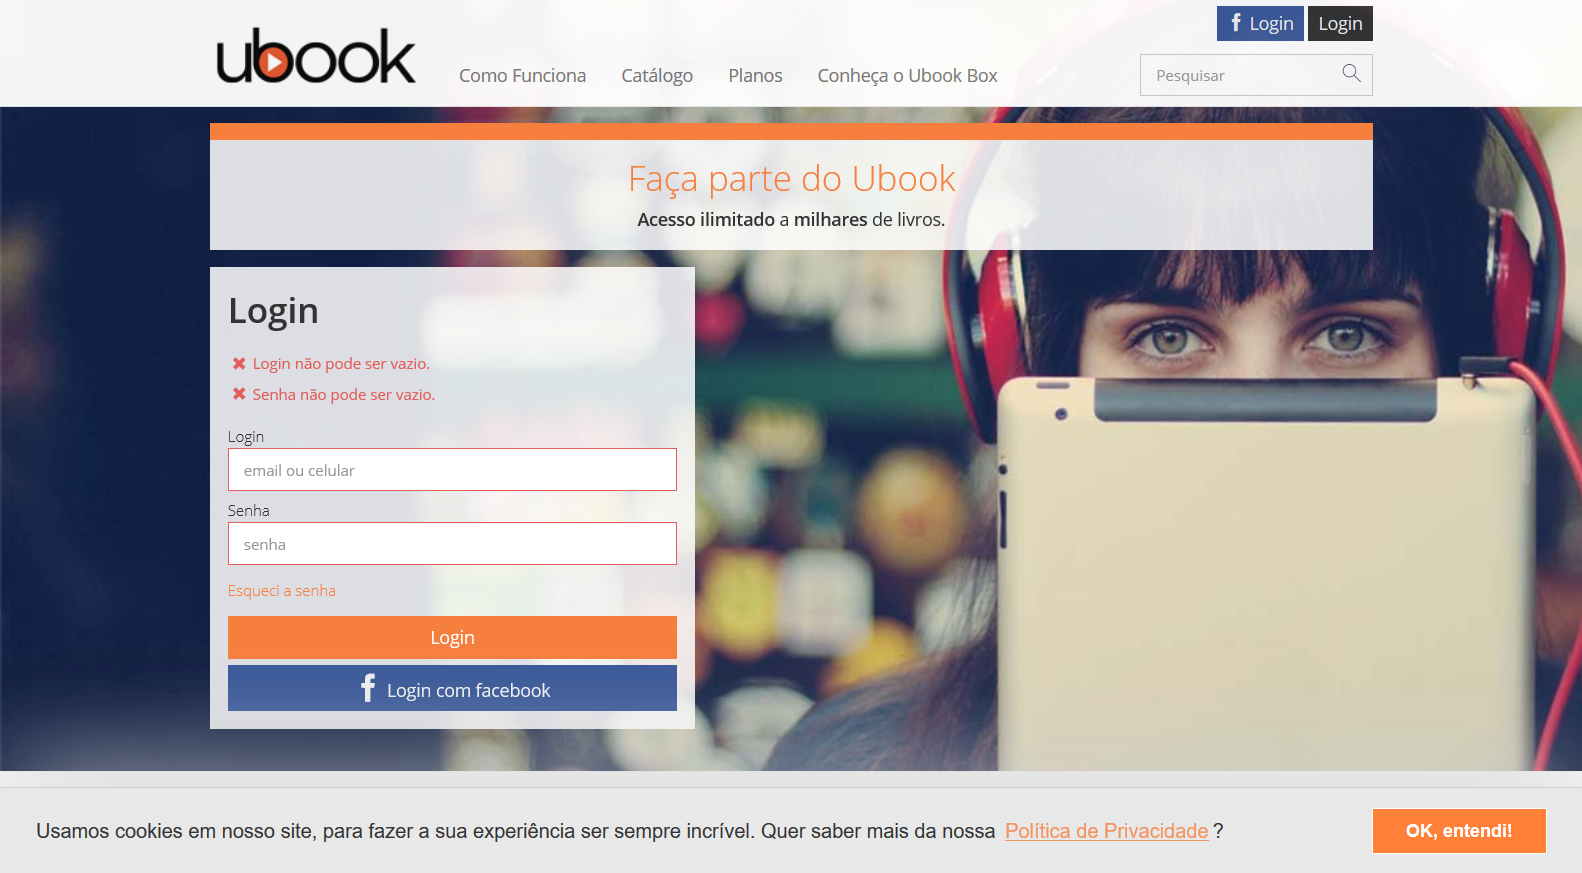 ubook
Como Funciona
Catálogo
Planos
Conheça o Ubook Box
Login
Login
Pesquisar
Faça parte do Ubook
Acesso ilimitado a milhares de livros.
Login
Login não pode ser vazio.
Senha não pode ser vazio.
Login
email ou celular
Senha
senha
Esqueci a senha
Login
Login com facebook
Usamos cookies em nosso site, para fazer a sua experiência ser sempre incrível. Quer saber mais da nossa Política de Privacidade ?
OK, entendi!